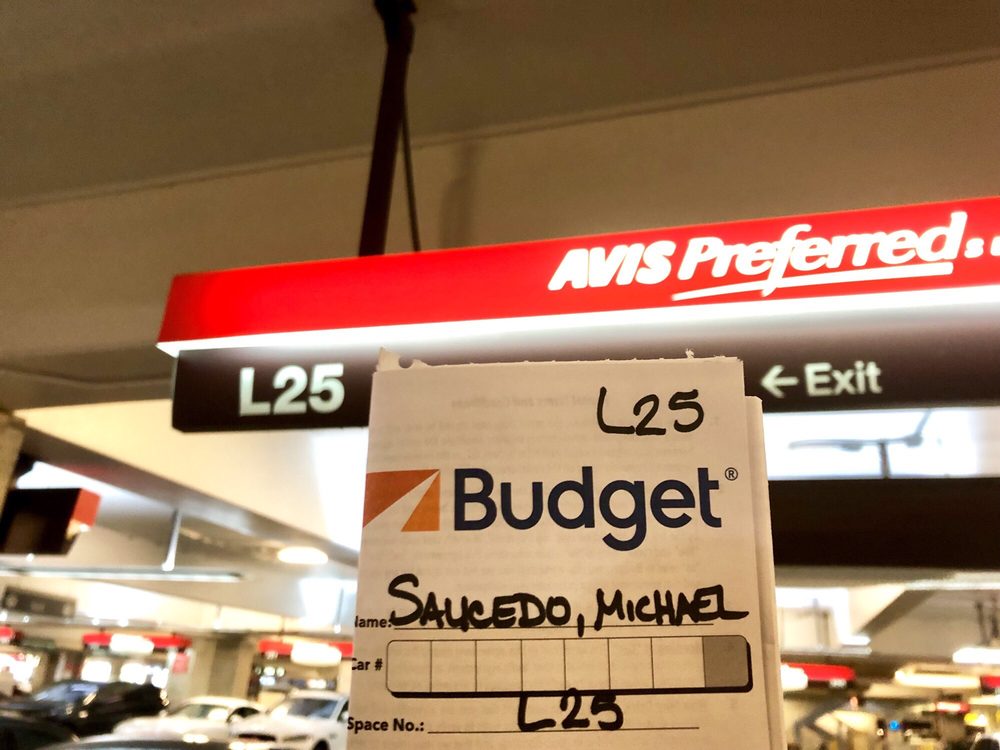 AVIS Preferred
L25
← Exit
L25
Budget®
Name: SAUCEDO, MICHAEL
Car #
Space No.: L25